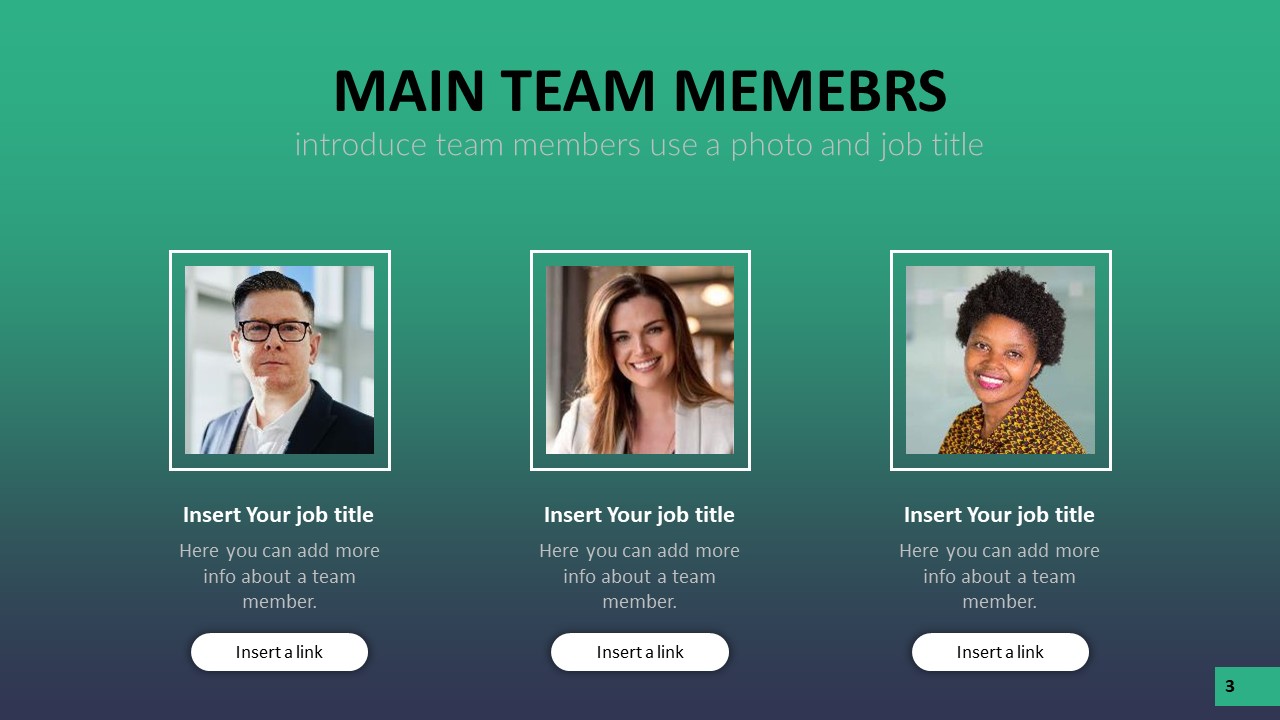 MAIN TEAM MEMEBRS
introduce team members use a photo and job title
Insert Your job title
Here you can add more
info about a team
member.
Insert a link
Insert Your job title
Here you can add more
info about a team
member.
Insert a link
Insert Your job title
Here you can add more
info about a team
member.
Insert a link
3